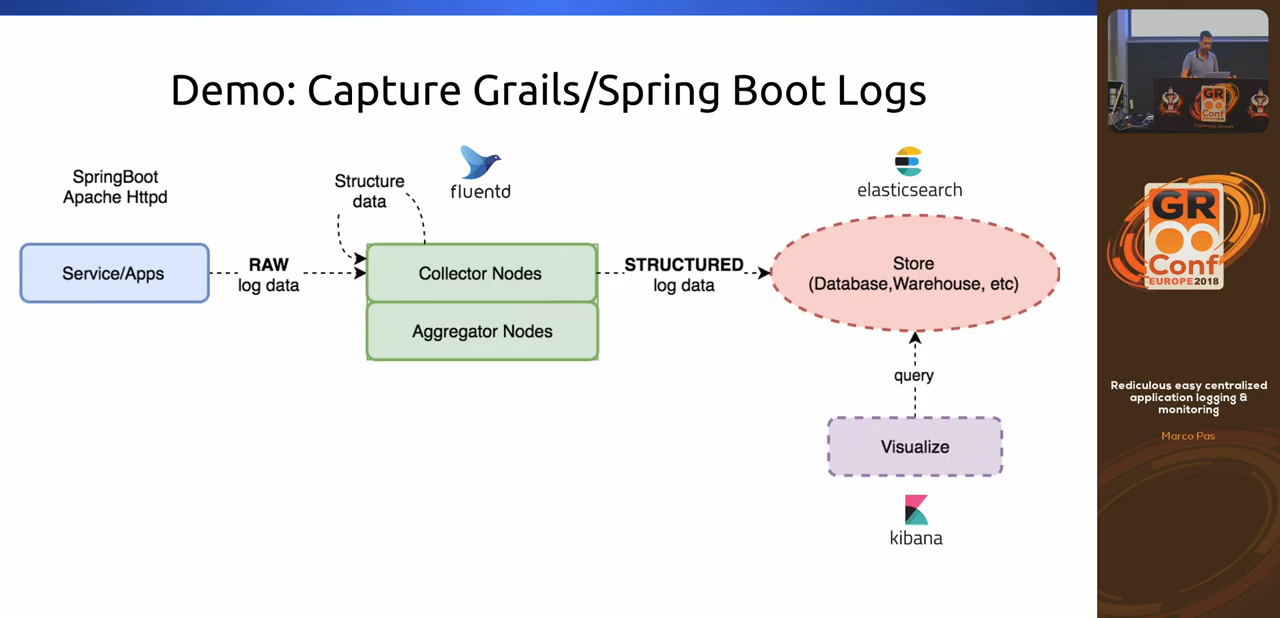 Demo: Capture Grails/Spring Boot Logs
SpringBoot
Apache Httpd
Service/Apps
RAW
log data
Structure
data
fluentd
Collector Nodes
Aggregator Nodes
STRUCTURED
log data
elasticsearch
Store
(Database,Warehouse, etc)
query
Visualize
kibana
GR
Conf
GR
Conf
EUROPE 2018
Rediculous easy centralized
application logging &
monitoring
Marco Pas